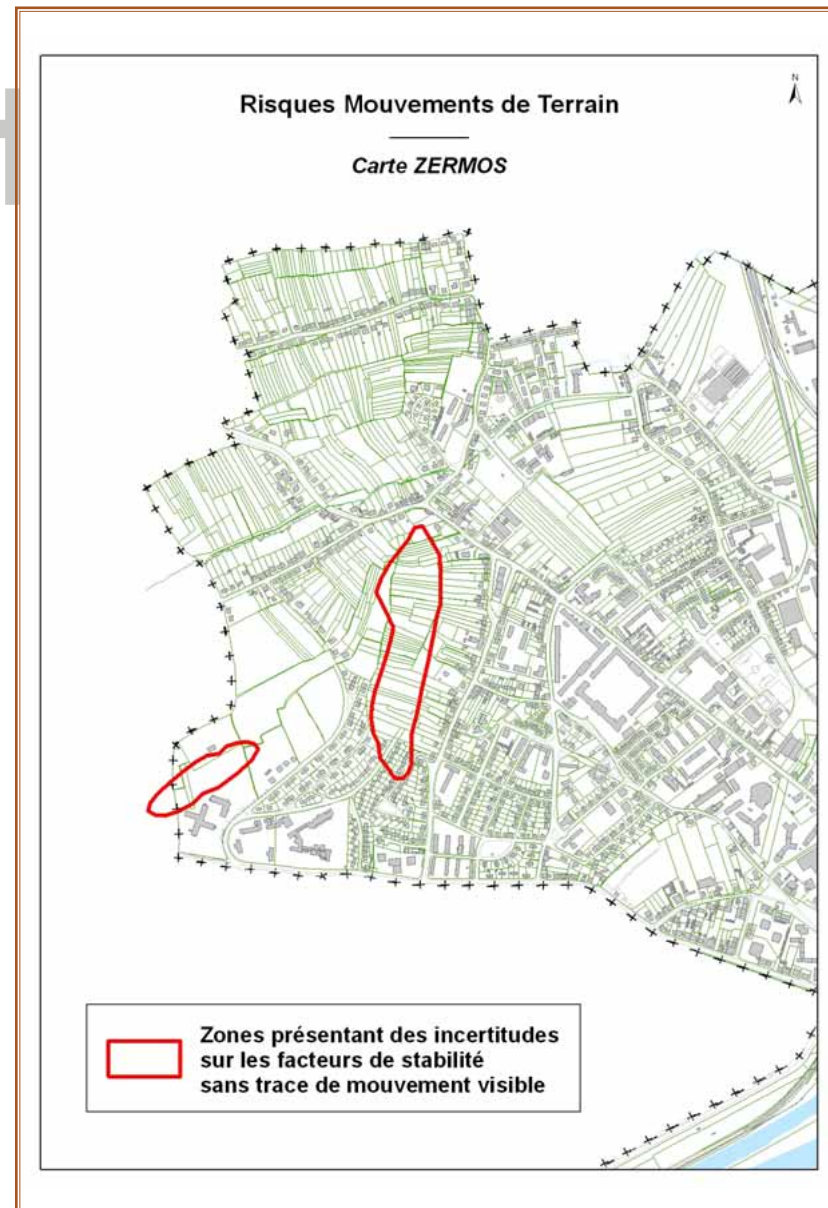 N
Risques Mouvements de Terrain
Carte ZERMOS
Zones présentant des incertitudes
sur les facteurs de stabilité
sans trace de mouvement visible